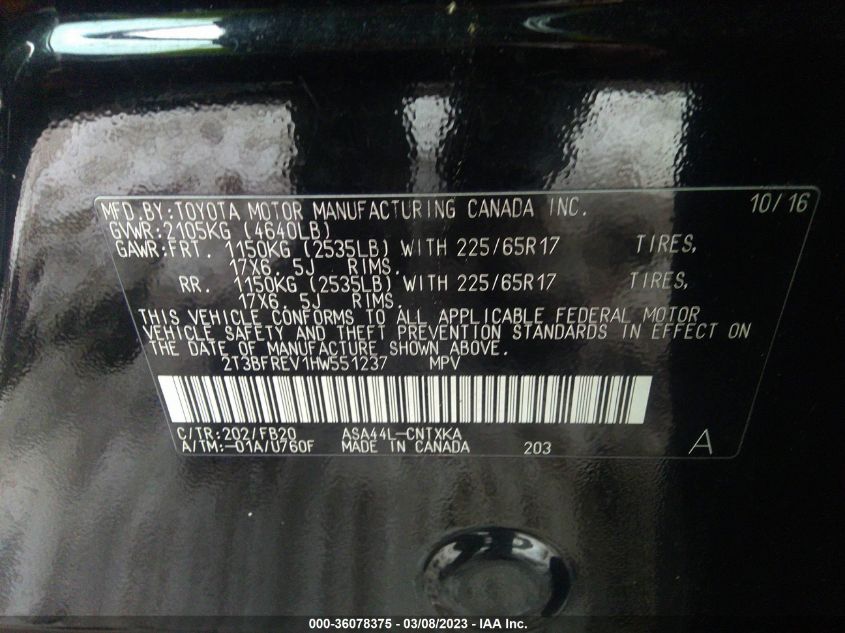 MFD. BY:TOYOTA MOTOR MANUFACTURING CANADA INC. 10/16
GVWR:2105KG (4640LB)
GAWR:FRT. 1150KG (2535LB) WITH 225/65R17 TIRES,
17X6. 5J RIMS.
RR. 1150KG (2535LB) WITH 225/65R17 TIRES,
17X6. 5J RIMS.
THIS VEHICLE CONFORMS TO ALL APPLICABLE FEDERAL MOTOR
VEHICLE SAFETY AND THEFT PREVENTION STANDARDS IN EFFECT ON
THE DATE OF MANUFACTURE SHOWN ABOVE.
2T3BFREV1HW551237 MPV
C/TR:202/FB20 ASA44L-CNTXKA
A/TM:-01A/U760F MADE IN CANADA 203 A
000-36078375 - 03/08/2023 - IAA Inc.